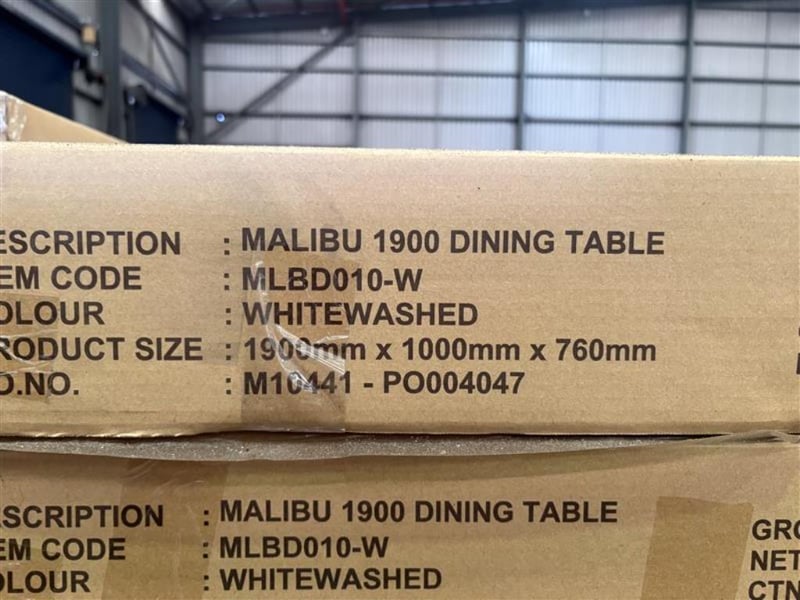 ESCRIPTION : MALIBU 1900 DINING TABLE
EM CODE : MLBD010-W
OLOUR : WHITEWASHED
RODUCT SIZE : 1900mm x 1000mm x 760mm
O.NO. : M10441 - PO004047
ESCRIPTION : MALIBU 1900 DINING TABLE
EM CODE : MLBD010-W
OLOUR : WHITEWASHED
GRO
NET
CTN